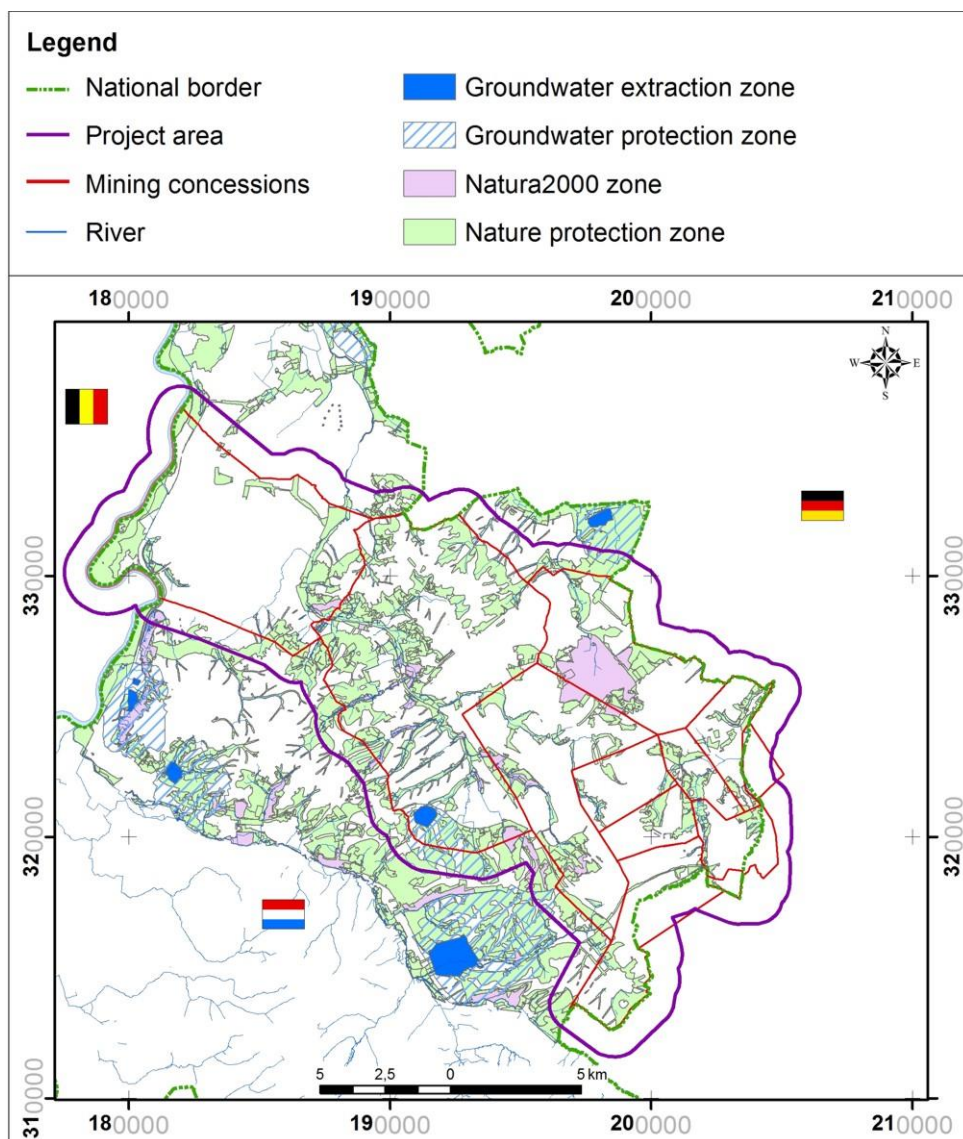 Legend
National border
Project area
Mining concessions
River
Groundwater extraction zone
Groundwater protection zone
Natura2000 zone
Nature protection zone
180000 190000 200000 210000
N
W E
S
330000 330000
320000 320000
310000 310000
5 2,5 0 5 km
180000 190000 200000 210000